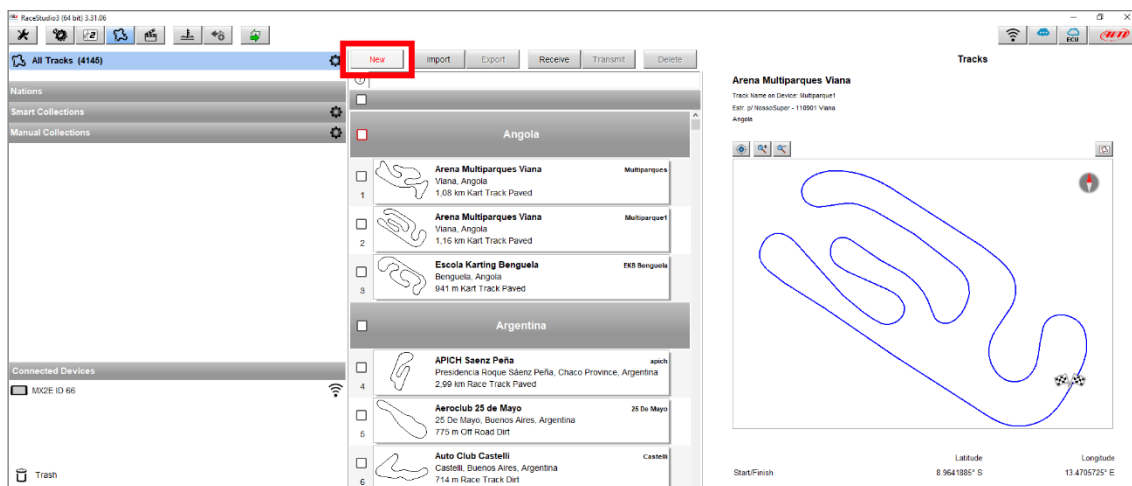 RaceStudio3 (64 bit) 3.31.06
All Tracks (4145)
Nations
Smart Collections
Manual Collections
Connected Devices
MX2E ID 66
Trash
New Import Export Receive Transmit Delete
Angola
Arena Multiparques Viana Multiparques
Viana, Angola
1 1,08 km Kart Track Paved
Arena Multiparques Viana Multiparque1
Viana, Angola
2 1,16 km Kart Track Paved
Escola Karting Benguela EKB Benguela
Benguela, Angola
3 941 m Kart Track Paved
Argentina
APICH Saenz Peña apich
Presidencia Roque Sáenz Peña, Chaco Province, Argentina
4 2,99 km Race Track Paved
Aeroclub 25 de Mayo 25 De Mayo
25 De Mayo, Buenos Aires, Argentina
5 775 m Off Road Dirt
Auto Club Castelli Castelli
Castelli, Buenos Aires, Argentina
6 714 m Race Track Dirt
ECU AiM
Tracks
Arena Multiparques Viana
Track Name on Device: Multiparque1
Estr. p/ NossoSuper - 110901 Viana
Angola
Latitude Longitude
Start/Finish 8.9641885° S 13.4705725° E